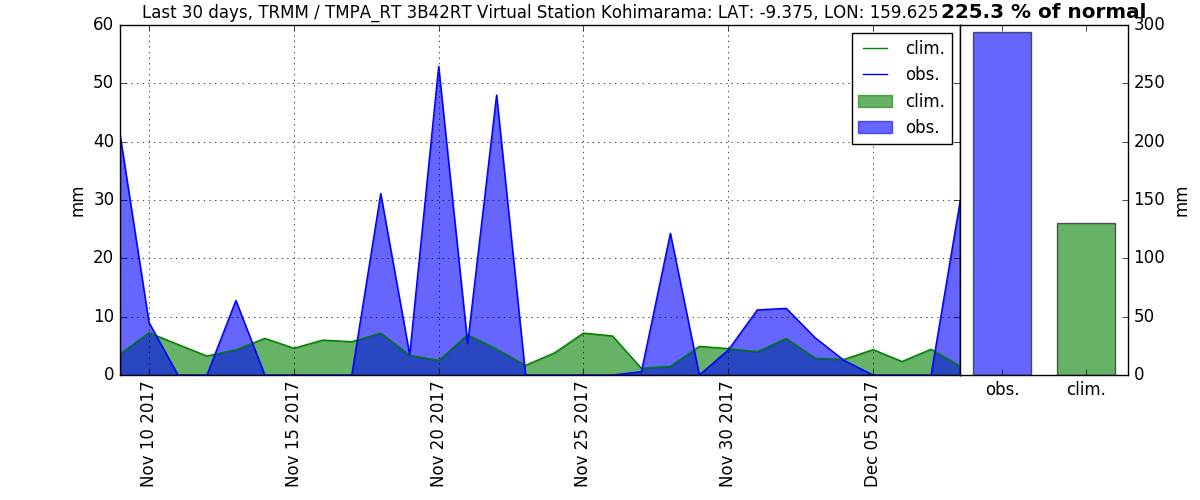 Last 30 days, TRMM / TMPA_RT 3B42RT Virtual Station Kohimarama: LAT: -9.375, LON: 159.625
225.3 % of normal
60
50
40
30
20
10
0
mm
clim.
obs.
clim.
obs.
Nov 10 2017
Nov 15 2017
Nov 20 2017
Nov 25 2017
Nov 30 2017
Dec 05 2017
300
250
200
150
100
50
0
mm
obs.
clim.